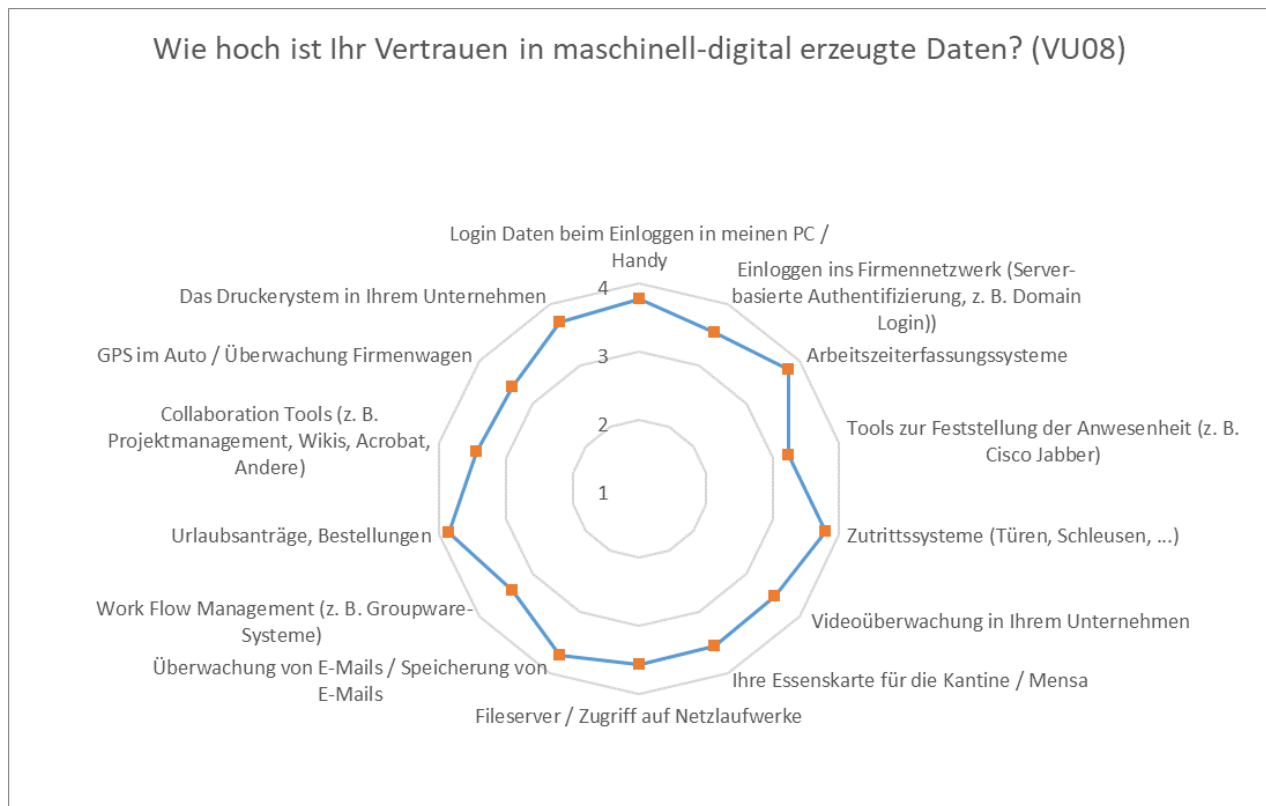 Wie hoch ist Ihr Vertrauen in maschinell-digital erzeugte Daten? (VU08)
Login Daten beim Einloggen in meinen PC /
Handy
Einloggen ins Firmennetzwerk (Server-
basierte Authentifizierung, z. B. Domain
Login))
Arbeitszeiterfassungssysteme
Tools zur Feststellung der Anwesenheit (z. B.
Cisco Jabber)
Zutrittssysteme (Türen, Schleusen, ...)
Videoüberwachung in Ihrem Unternehmen
Ihre Essenskarte für die Kantine / Mensa
Fileserver / Zugriff auf Netzlaufwerke
Überwachung von E-Mails / Speicherung von
E-Mails
Work Flow Management (z. B. Groupware-
Systeme)
Urlaubsanträge, Bestellungen
Collaboration Tools (z. B.
Projektmanagement, Wikis, Acrobat,
Andere)
GPS im Auto / Überwachung Firmenwagen
Das Druckerystem in Ihrem Unternehmen
4
3
2
1